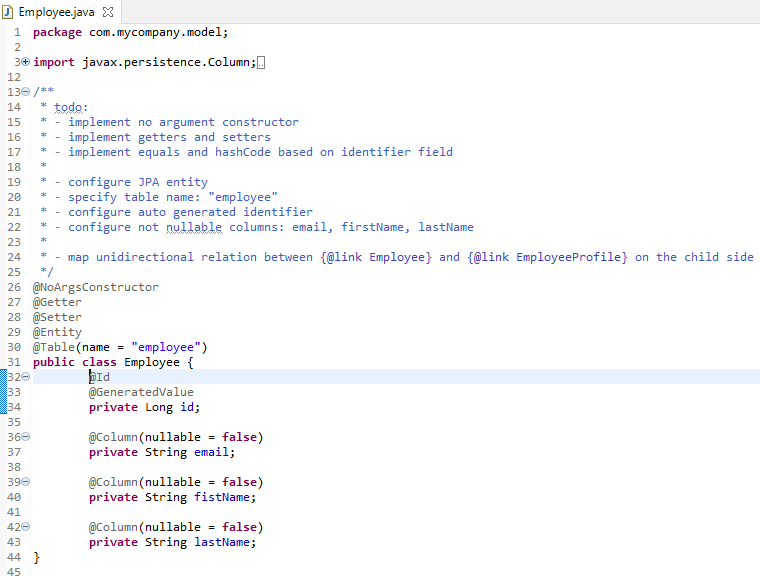 Employee.java
1 package com.mycompany.model;
2
3 import javax.persistence.Column;
12
13 /**
14 * todo:
15 * - implement no argument constructor
16 * - implement getters and setters
17 * - implement equals and hashCode based on identifier field
18 *
19 * - configure JPA entity
20 * - specify table name: "employee"
21 * - configure auto generated identifier
22 * - configure not nullable columns: email, firstName, lastName
23 *
24 * - map unidirectional relation between {@link Employee} and {@link EmployeeProfile} on the child side
25 */
26 @NoArgsConstructor
27 @Getter
28 @Setter
29 @Entity
30 @Table(name = "employee")
31 public class Employee {
32 @Id
33 @GeneratedValue
34 private Long id;
35
36 @Column(nullable = false)
37 private String email;
38
39 @Column(nullable = false)
40 private String fistName;
41
42 @Column(nullable = false)
43 private String lastName;
44 }
45